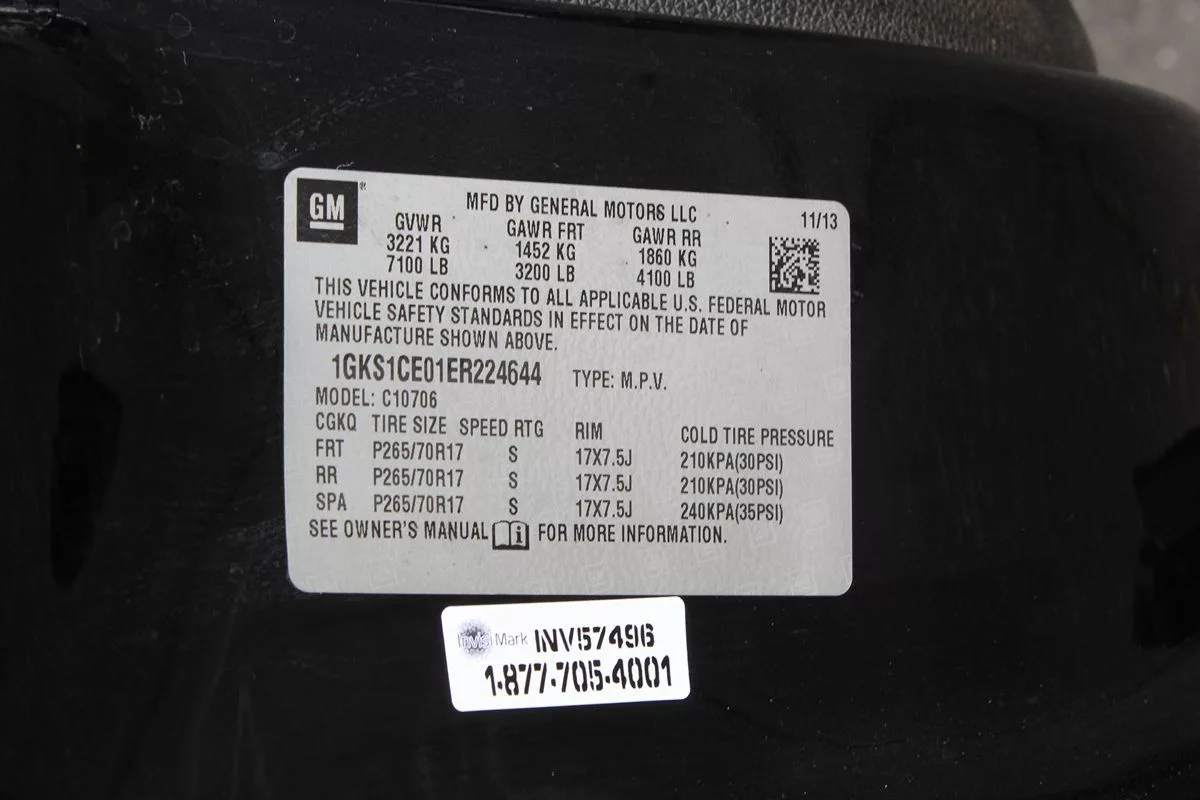 GM®
MFD BY GENERAL MOTORS LLC 11/13
GVWR GAWR FRT GAWR RR
3221 KG 1452 KG 1860 KG
7100 LB 3200 LB 4100 LB
THIS VEHICLE CONFORMS TO ALL APPLICABLE U.S. FEDERAL MOTOR
VEHICLE SAFETY STANDARDS IN EFFECT ON THE DATE OF
MANUFACTURE SHOWN ABOVE.
1GKS1CE01ER224644 TYPE: M.P.V.
MODEL: C10706
CGKQ TIRE SIZE SPEED RTG RIM COLD TIRE PRESSURE
FRT P265/70R17 S 17X7.5J 210KPA(30PSI)
RR P265/70R17 S 17X7.5J 210KPA(30PSI)
SPA P265/70R17 S 17X7.5J 240KPA(35PSI)
SEE OWNER'S MANUAL i FOR MORE INFORMATION.
InVis Mark INV57496
1-877-705-4001